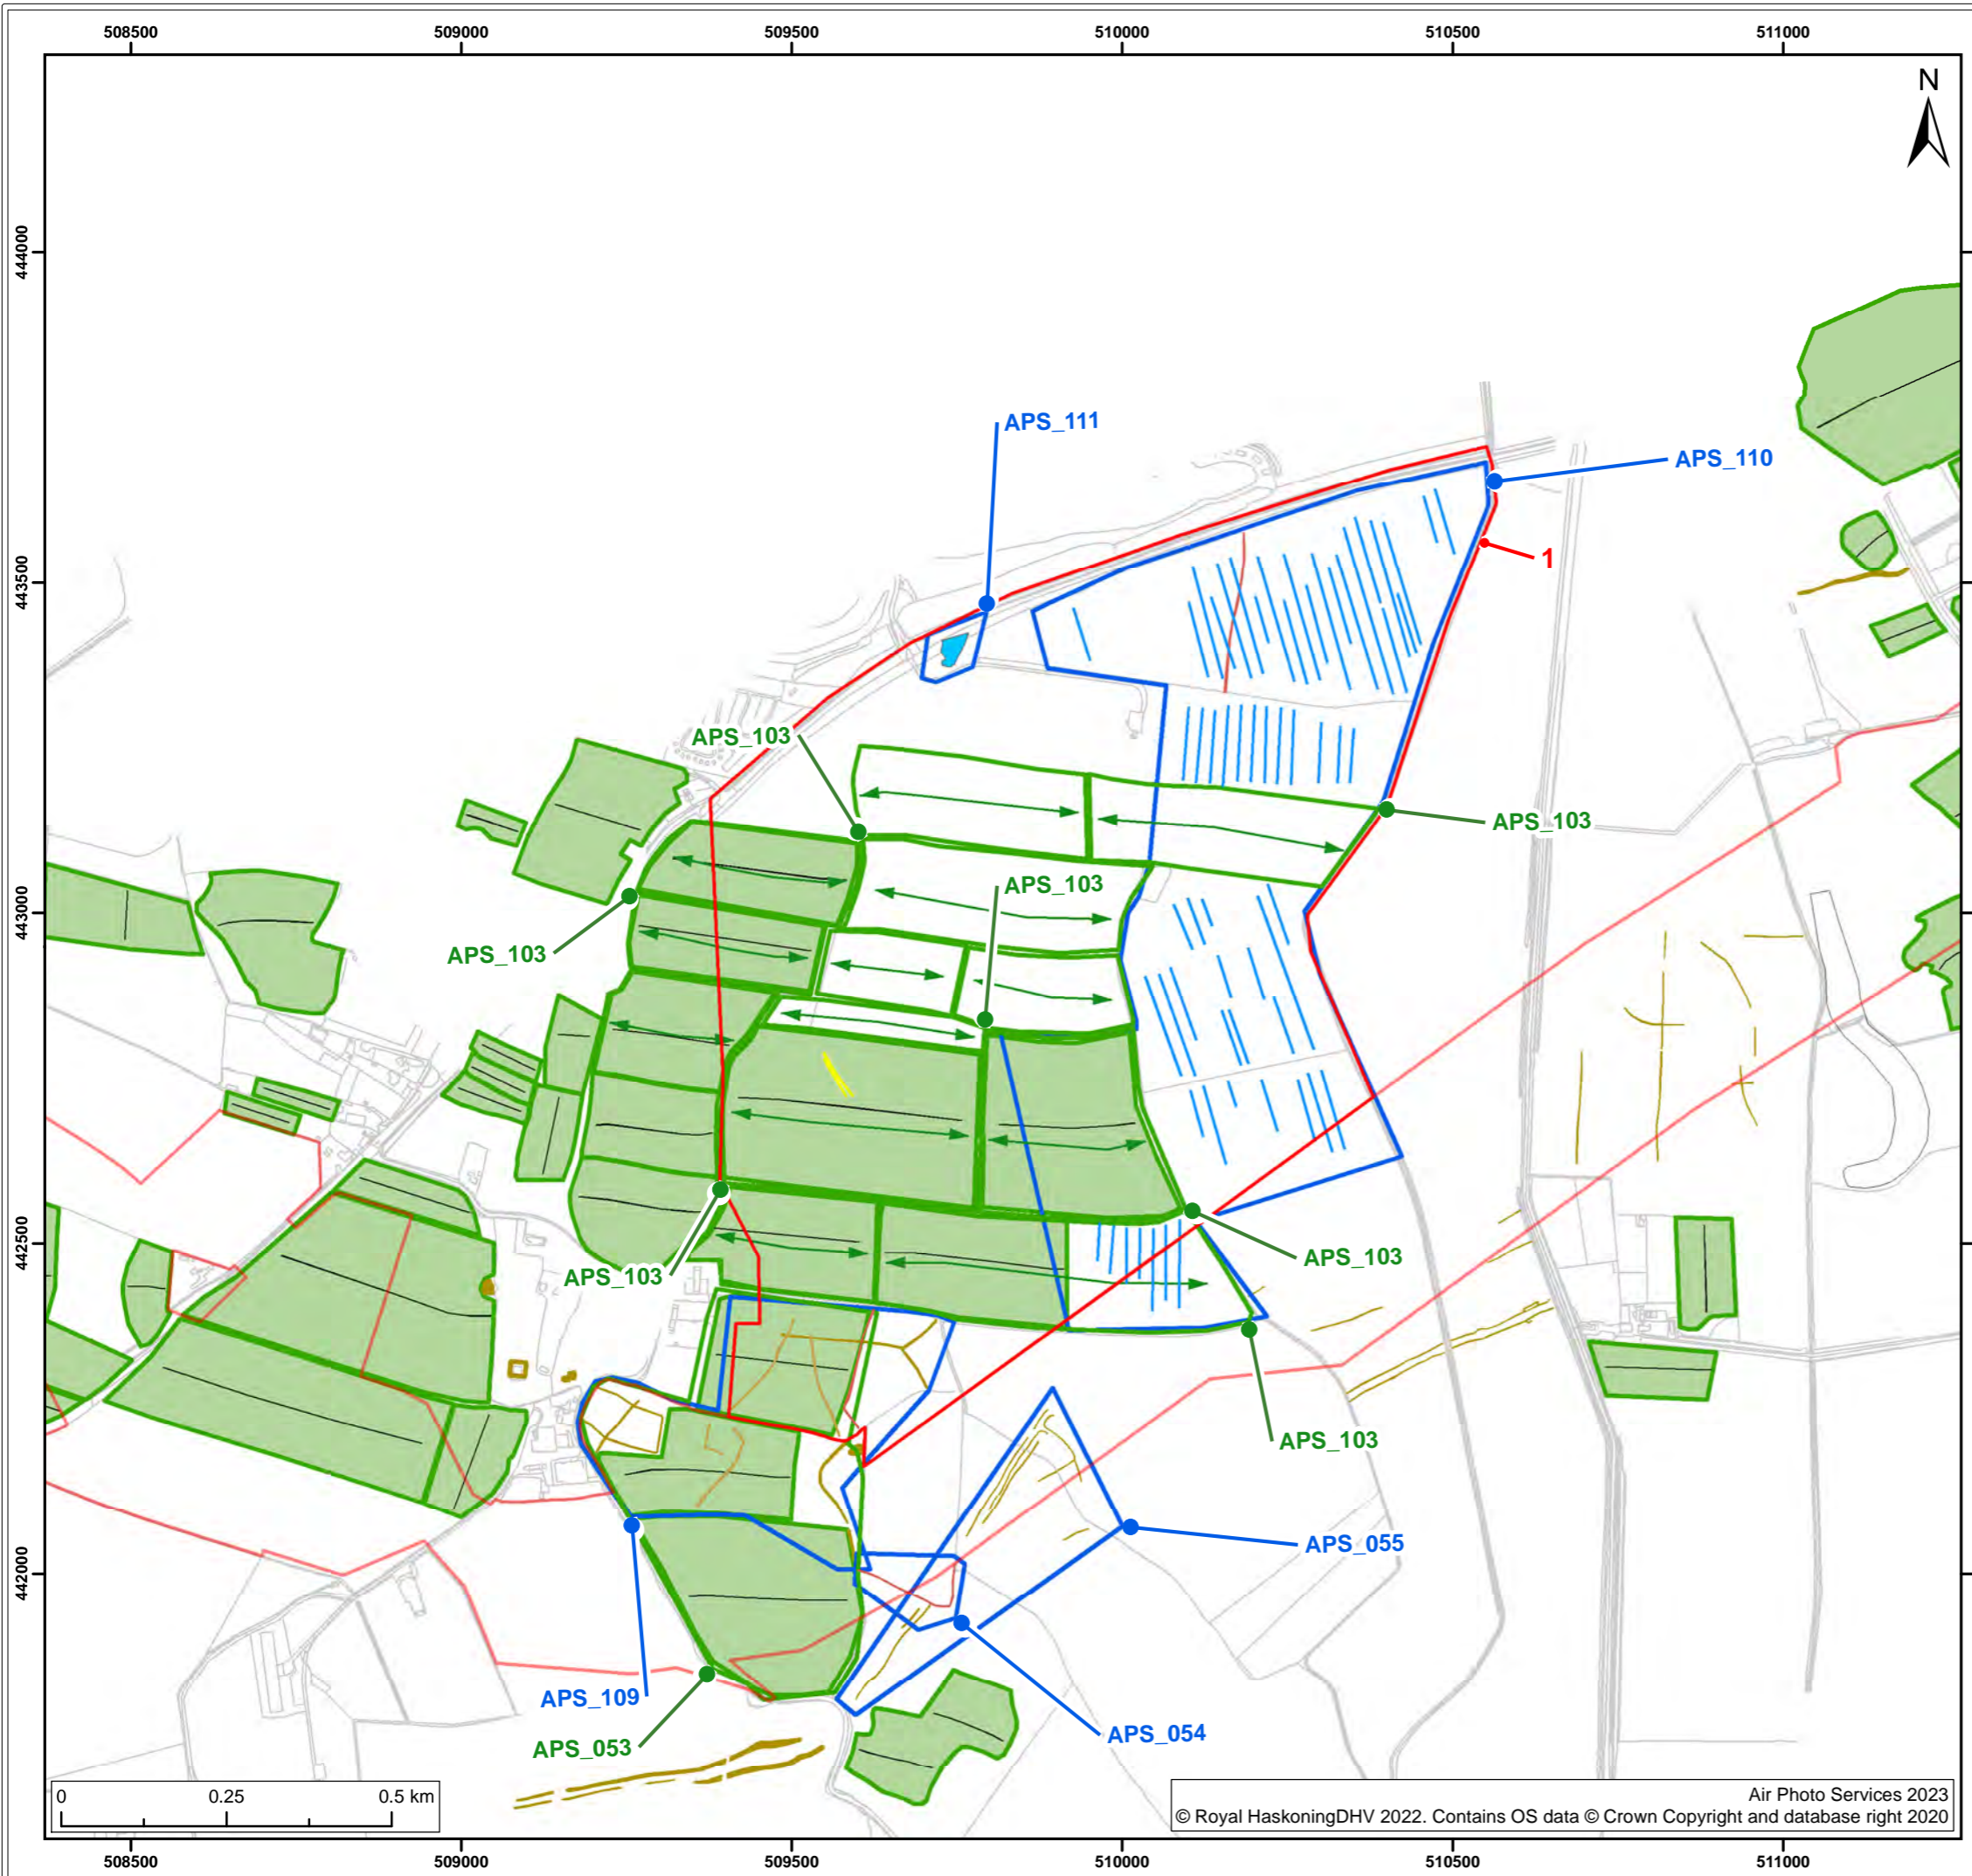 508500 509000 509500 510000 510500 511000
N
444000
APS_111
APS_110
1
443500
APS_103
APS_103
APS_103
APS_103
443000
442500
APS_103
APS_103
APS_103
APS_055
442000
APS_109
APS_054
APS_053
0 0.25 0.5 km
Air Photo Services 2023
© Royal HaskoningDHV 2022. Contains OS data © Crown Copyright and database right 2020
508500 509000 509500 510000 510500 511000